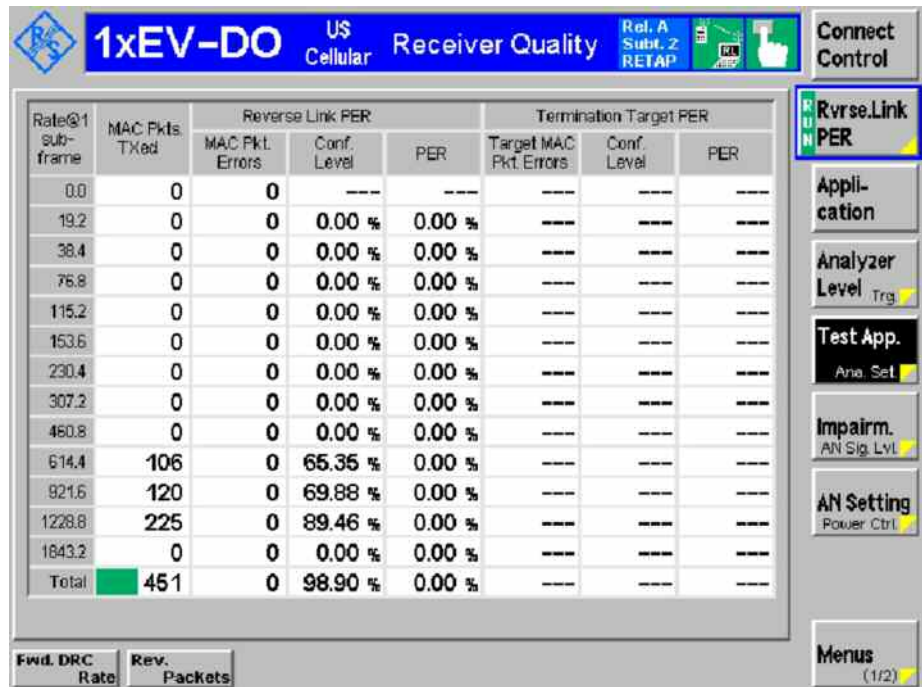 R&S
1xEV-DO
US
Cellular
Receiver Quality
Rel. A
Subt. 2
RETAP
RL
Connect
Control
Rate@1
sub-
frame
MAC Pkts.
TXed
Reverse Link PER
Termination Target PER
MAC Pkt.
Errors
Conf.
Level
PER
Target MAC
Pkt. Errors
Conf.
Level
PER
0.0 0 0 --- --- --- --- ---
19.2 0 0 0.00 % 0.00 % --- --- ---
38.4 0 0 0.00 % 0.00 % --- --- ---
76.8 0 0 0.00 % 0.00 % --- --- ---
115.2 0 0 0.00 % 0.00 % --- --- ---
153.6 0 0 0.00 % 0.00 % --- --- ---
230.4 0 0 0.00 % 0.00 % --- --- ---
307.2 0 0 0.00 % 0.00 % --- --- ---
460.8 0 0 0.00 % 0.00 % --- --- ---
614.4 106 0 65.35 % 0.00 % --- --- ---
921.6 120 0 69.88 % 0.00 % --- --- ---
1228.8 225 0 89.46 % 0.00 % --- --- ---
1843.2 0 0 0.00 % 0.00 % --- --- ---
Total 451 0 98.90 % 0.00 % --- --- ---
RUN
Rvrse.Link
PER
Appli-
cation
Analyzer
Level Trg.
Test App.
Ana. Set.
Impairm.
AN Sig. Lvl.
AN Setting
Power Ctrl.
Fwd. DRC
Rate
Rev.
Packets
Menus
(1/2)